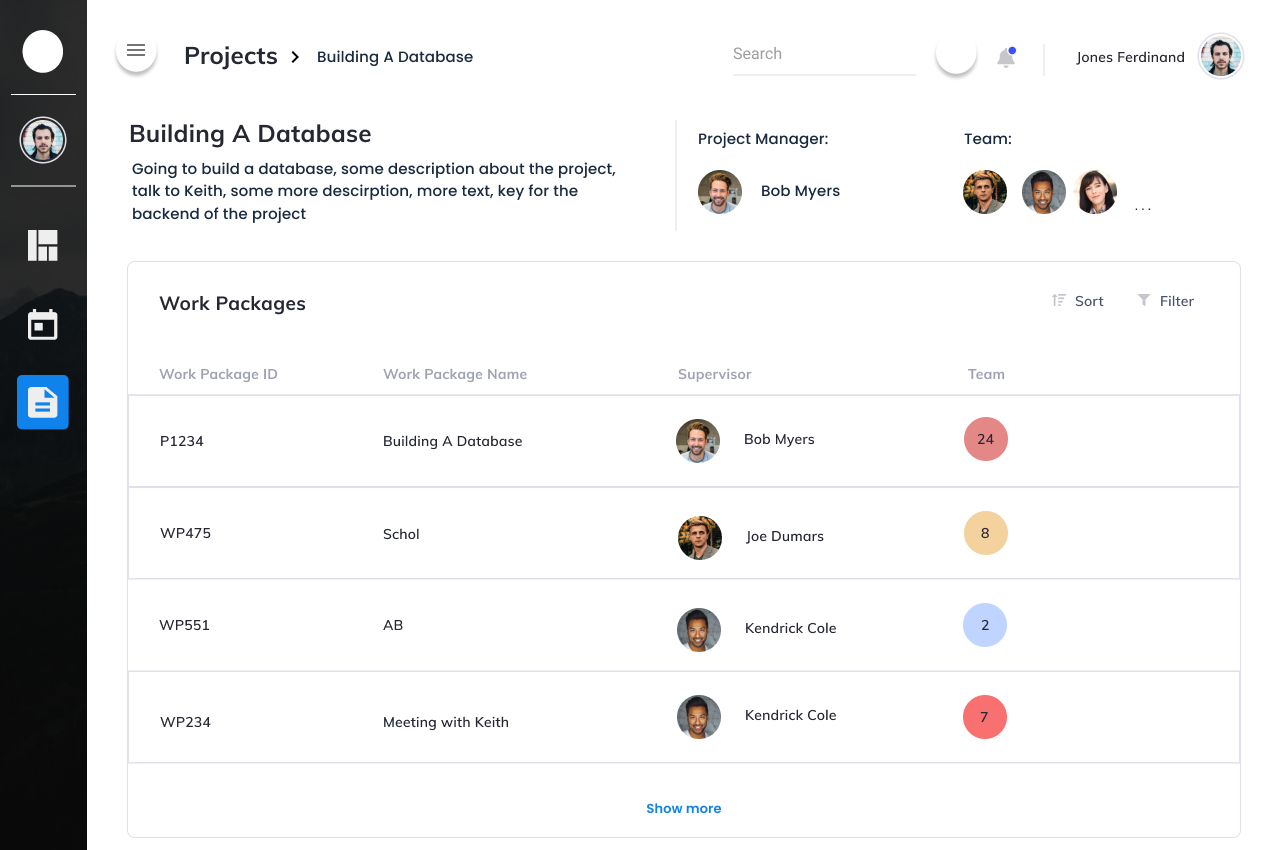 Projects
Building A Database
Search
Jones Ferdinand
Building A Database
Going to build a database, some description about the project,
talk to Keith, some more descirption, more text, key for the
backend of the project
Project Manager:
Bob Myers
Team:
...
Work Packages
Sort
Filter
Work Package ID
Work Package Name
Supervisor
Team
P1234
Building A Database
Bob Myers
24
WP475
Schol
Joe Dumars
8
WP551
AB
Kendrick Cole
2
WP234
Meeting with Keith
Kendrick Cole
7
Show more